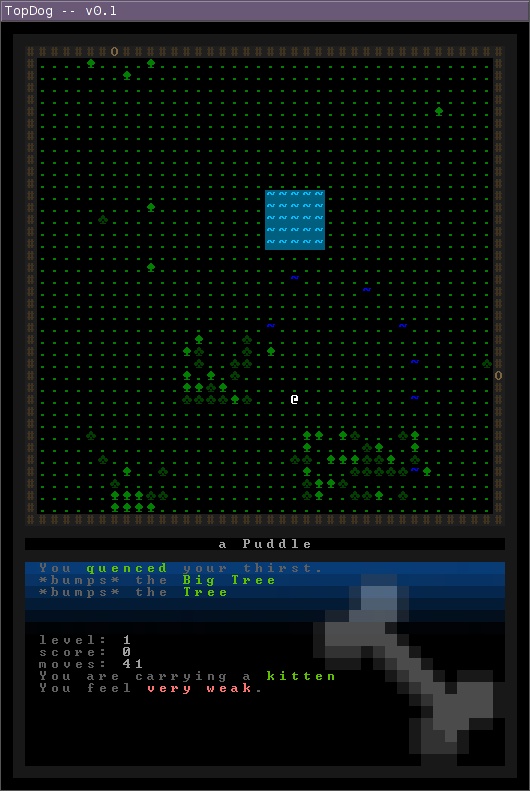 TopDog -- v0.1
a Puddle
You quenced your thirst.
*bumps* the Big Tree
*bumps* the Tree
level: 1
score: 0
moves: 41
You are carrying a kitten
You feel very weak.